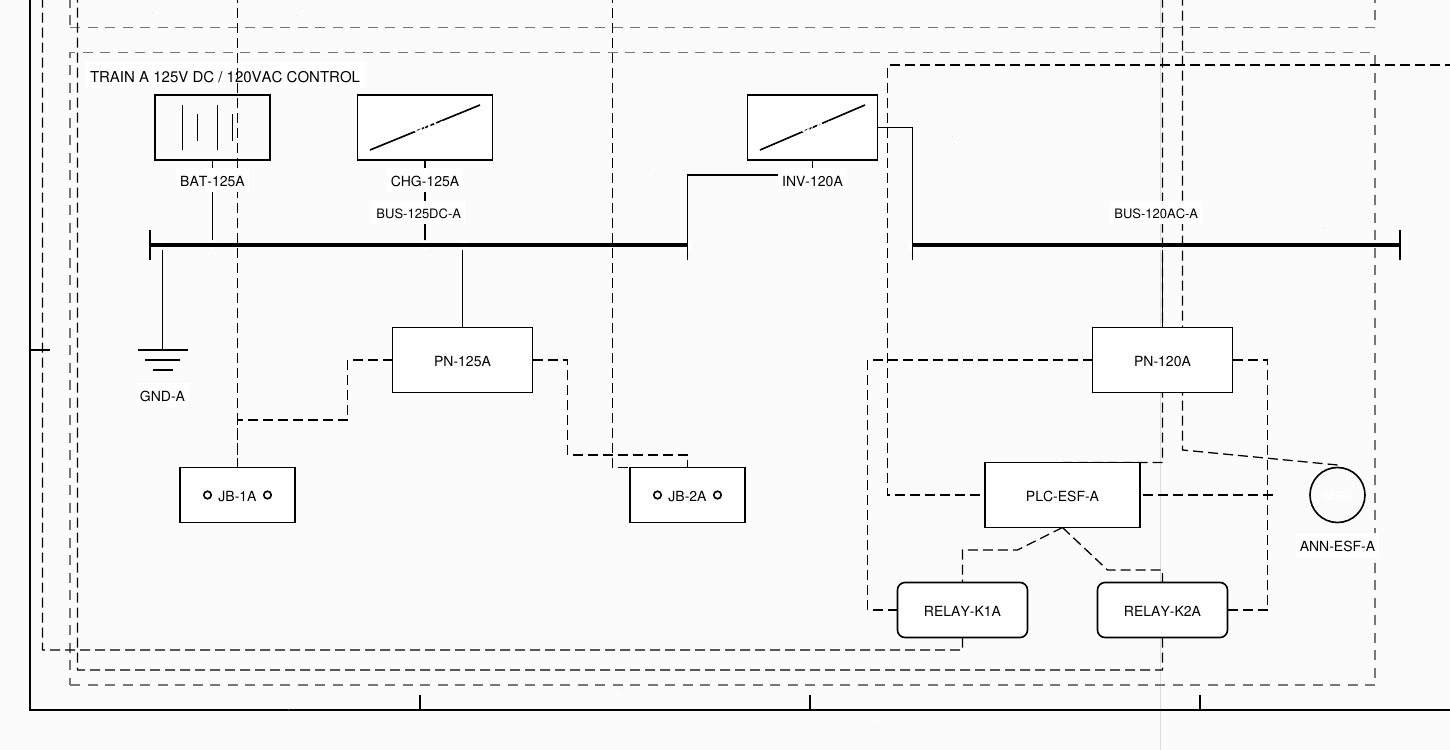 TRAIN A 125V DC / 120VAC CONTROL
BAT-125A
CHG-125A
INV-120A
BUS-125DC-A
BUS-120AC-A
PN-125A
PN-120A
GND-A
JB-1A
JB-2A
PLC-ESF-A
ANN-ESF-A
RELAY-K1A
RELAY-K2A